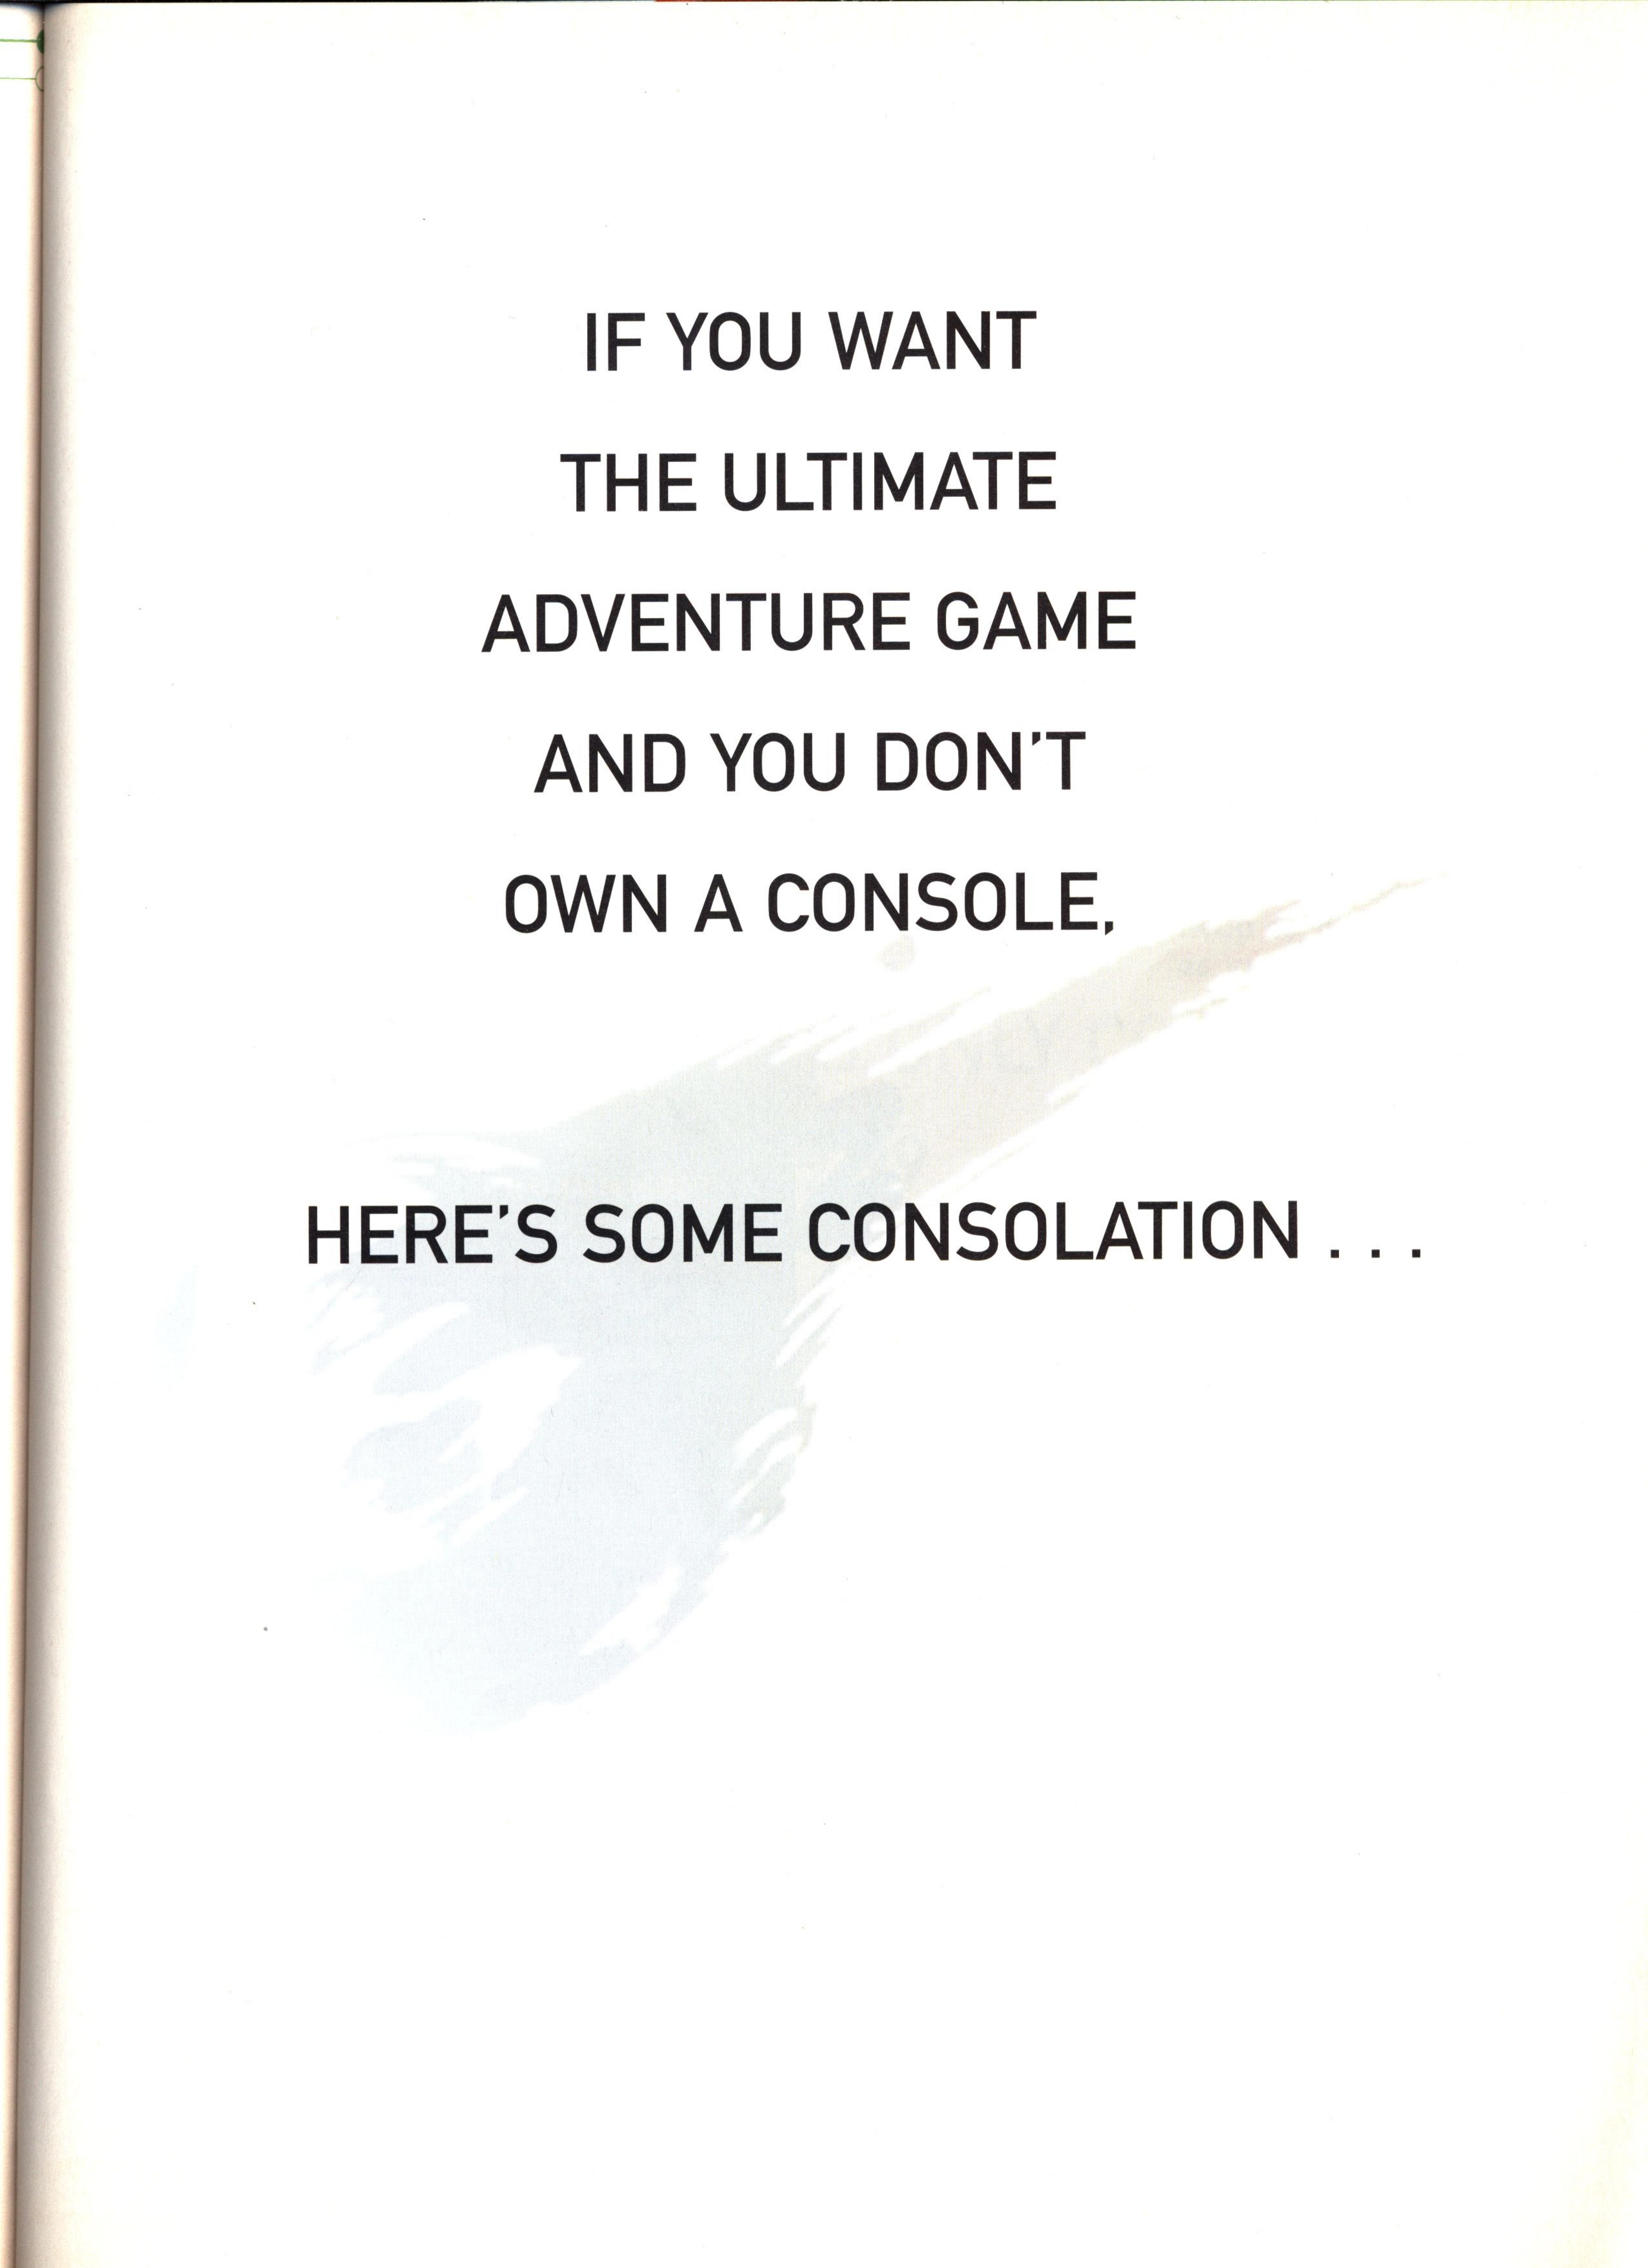 IF YOU WANT
THE ULTIMATE
ADVENTURE GAME
AND YOU DON'T
OWN A CONSOLE,
HERE'S SOME CONSOLATION . . .